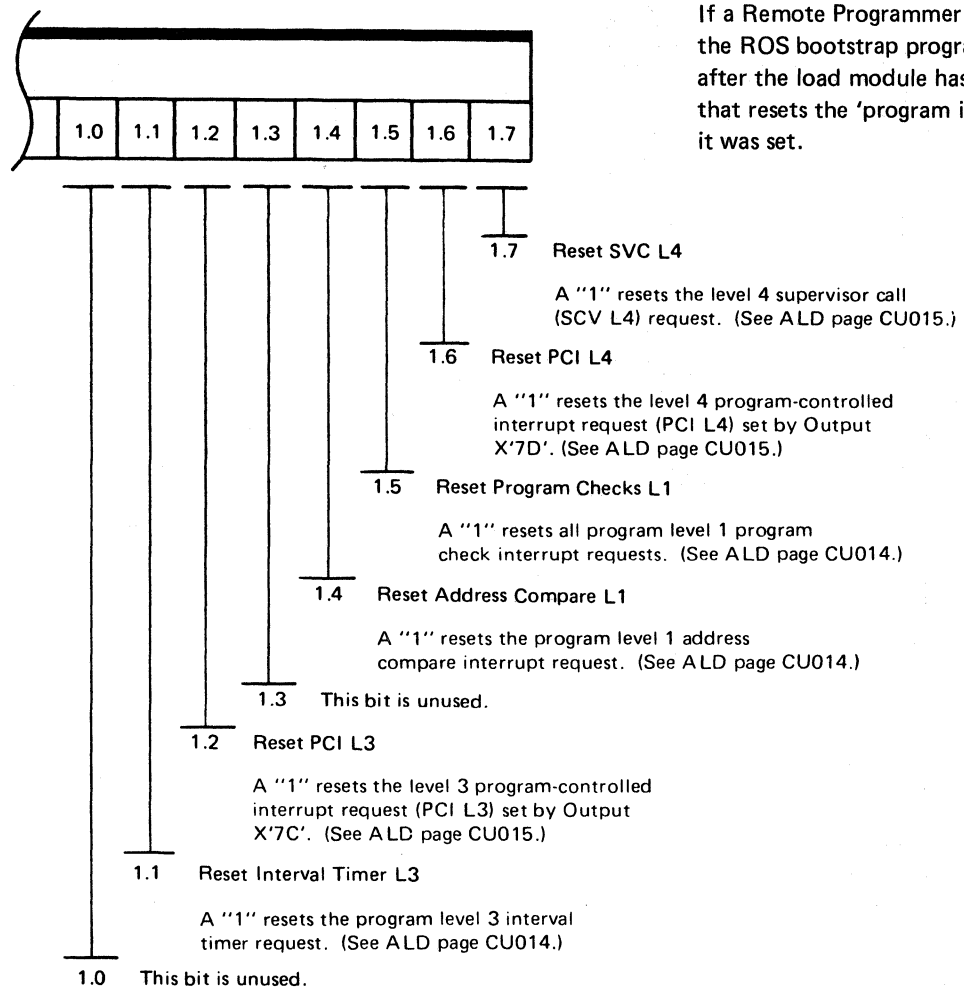 If a Remote Programmer
the ROS bootstrap progr
after the load module has
that resets the 'program i
it was set.
1.0 1.1 1.2 1.3 1.4 1.5 1.6 1.7
1.7 Reset SVC L4
A "1" resets the level 4 supervisor call
(SCV L4) request. (See ALD page CU015.)
1.6 Reset PCI L4
A "1" resets the level 4 program-controlled
interrupt request (PCI L4) set by Output
X'7D'. (See ALD page CU015.)
1.5 Reset Program Checks L1
A "1" resets all program level 1 program
check interrupt requests. (See ALD page CU014.)
1.4 Reset Address Compare L1
A "1" resets the program level 1 address
compare interrupt request. (See ALD page CU014.)
1.3 This bit is unused.
1.2 Reset PCI L3
A "1" resets the level 3 program-controlled
interrupt request (PCI L3) set by Output
X'7C'. (See ALD page CU015.)
1.1 Reset Interval Timer L3
A "1" resets the program level 3 interval
timer request. (See ALD page CU014.)
1.0 This bit is unused.